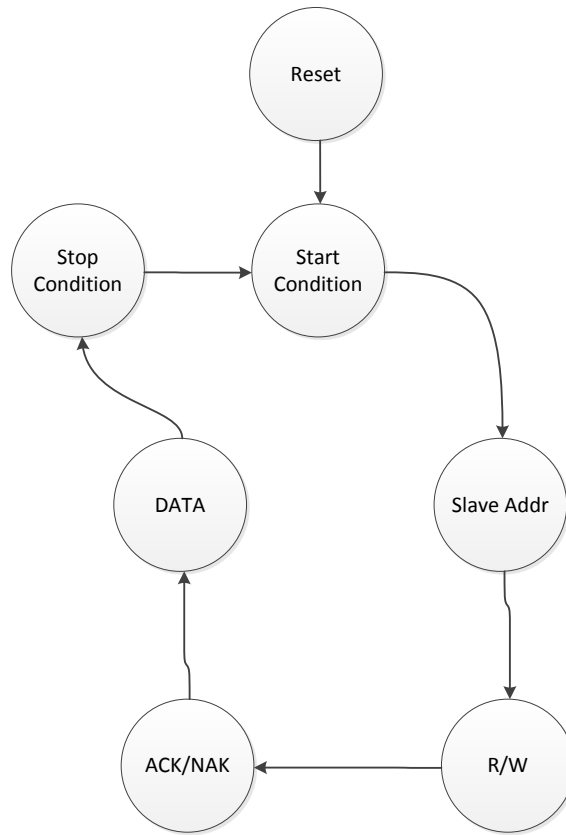 Reset
Stop
Condition
Start
Condition
DATA
Slave Addr
ACK/NAK
R/W